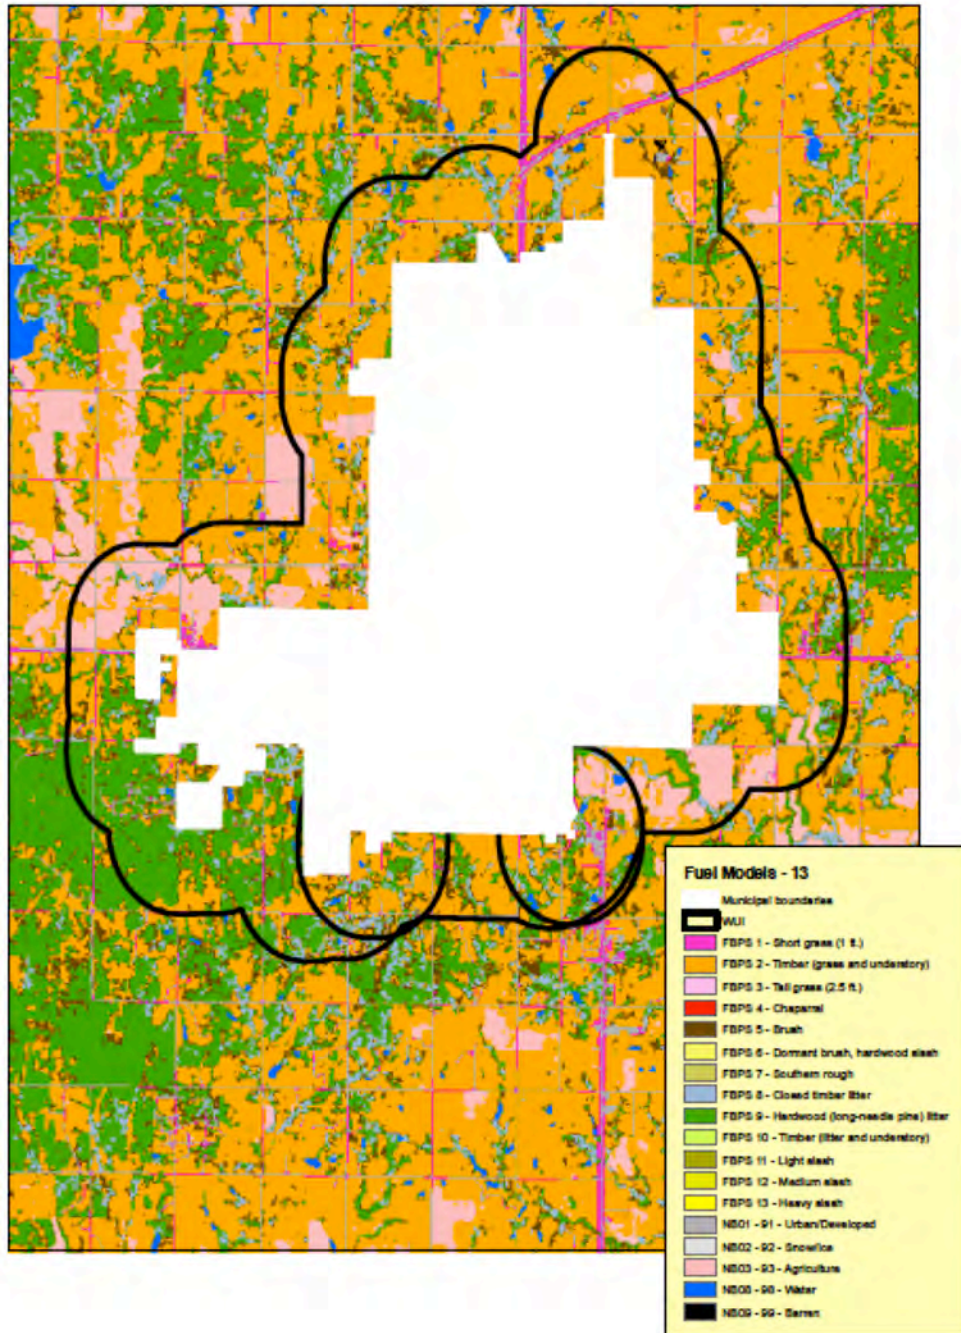 Fuel Models - 13
Municipal boundaries
WUI
FBPS 1 - Short grass (1 ft.)
FBPS 2 - Timber (grass and understory)
FBPS 3 - Tall grass (2.5 ft.)
FBPS 4 - Chaparral
FBPS 5 - Brush
FBPS 6 - Dormant brush, hardwood slash
FBPS 7 - Southern rough
FBPS 8 - Closed timber litter
FBPS 9 - Hardwood (long-needle pine) litter
FBPS 10 - Timber (litter and understory)
FBPS 11 - Light slash
FBPS 12 - Medium slash
FBPS 13 - Heavy slash
NB01 - 91 - Urban/Developed
NB02 - 92 - Snow/Ice
NB03 - 93 - Agriculture
NB08 - 98 - Water
NB09 - 99 - Barren